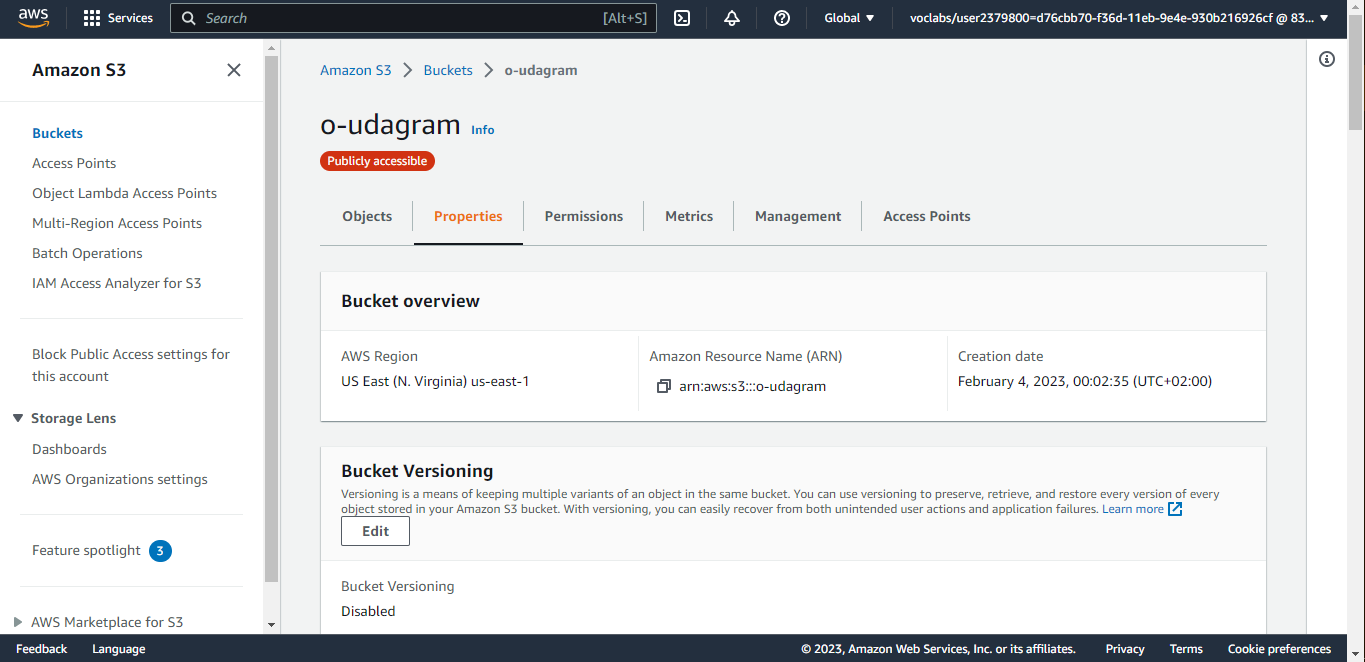 aws Services Search [Alt+S] Global voclabs/user2379800=d76cbb70-f36d-11eb-9e4e-930b216926cf @ 83...
Amazon S3
Buckets
Access Points
Object Lambda Access Points
Multi-Region Access Points
Batch Operations
IAM Access Analyzer for S3
Block Public Access settings for
this account
Storage Lens
Dashboards
AWS Organizations settings
Feature spotlight 3
AWS Marketplace for S3
Amazon S3 > Buckets > o-udagram
o-udagram Info
Publicly accessible
Objects Properties Permissions Metrics Management Access Points
Bucket overview
AWS Region
US East (N. Virginia) us-east-1
Amazon Resource Name (ARN)
arn:aws:s3:::o-udagram
Creation date
February 4, 2023, 00:02:35 (UTC+02:00)
Bucket Versioning
Versioning is a means of keeping multiple variants of an object in the same bucket. You can use versioning to preserve, retrieve, and restore every version of every
object stored in your Amazon S3 bucket. With versioning, you can easily recover from both unintended user actions and application failures. Learn more
Edit
Bucket Versioning
Disabled
Feedback Language © 2023, Amazon Web Services, Inc. or its affiliates. Privacy Terms Cookie preferences